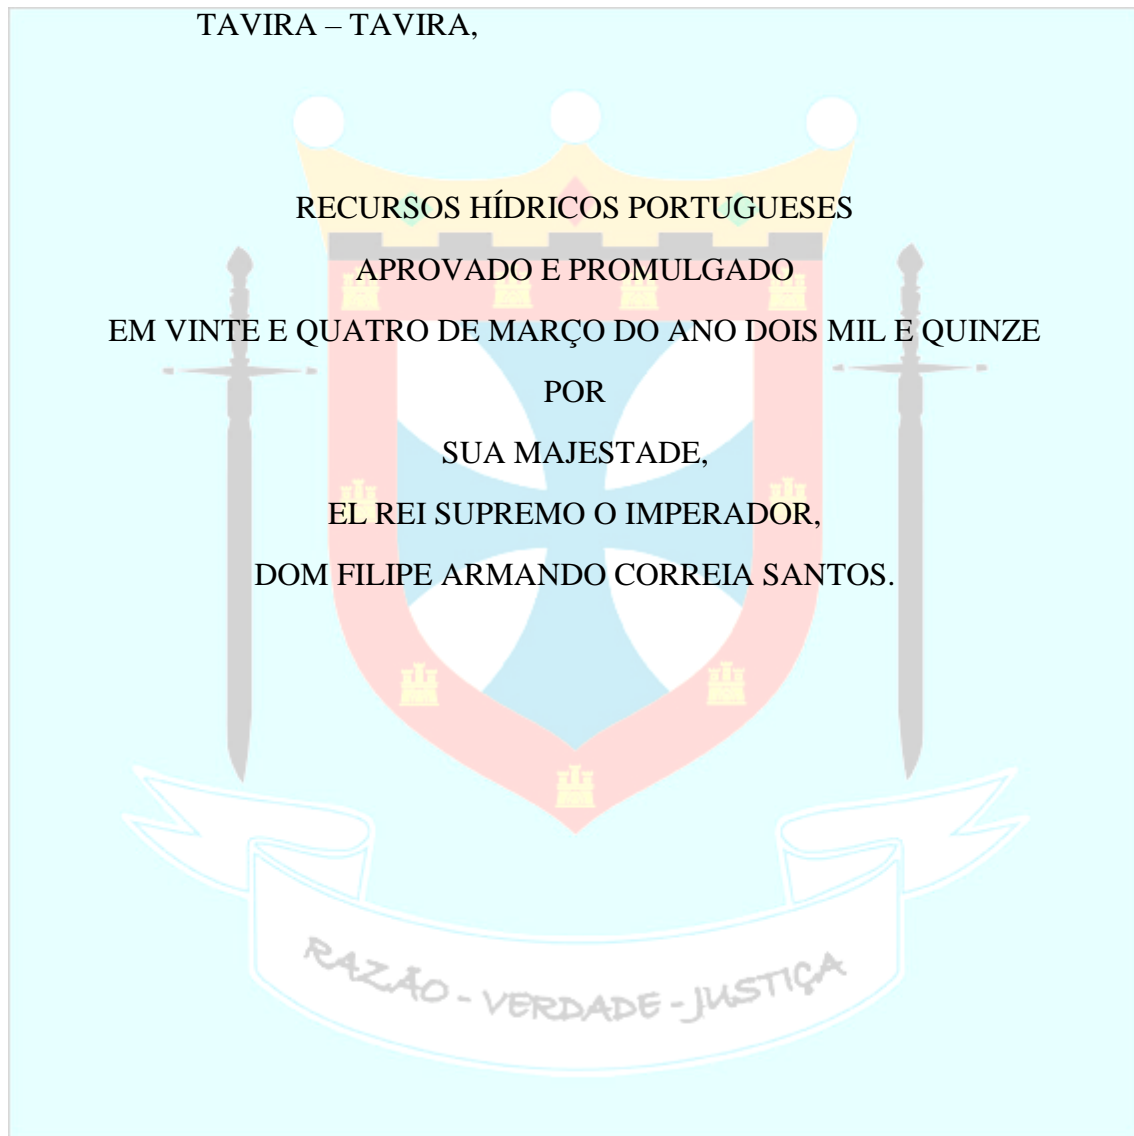 TAVIRA – TAVIRA,
RECURSOS HÍDRICOS PORTUGUESES
APROVADO E PROMULGADO
EM VINTE E QUATRO DE MARÇO DO ANO DOIS MIL E QUINZE
POR
SUA MAJESTADE,
EL REI SUPREMO O IMPERADOR,
DOM FILIPE ARMANDO CORREIA SANTOS.
RAZÃO - VERDADE - JUSTIÇA